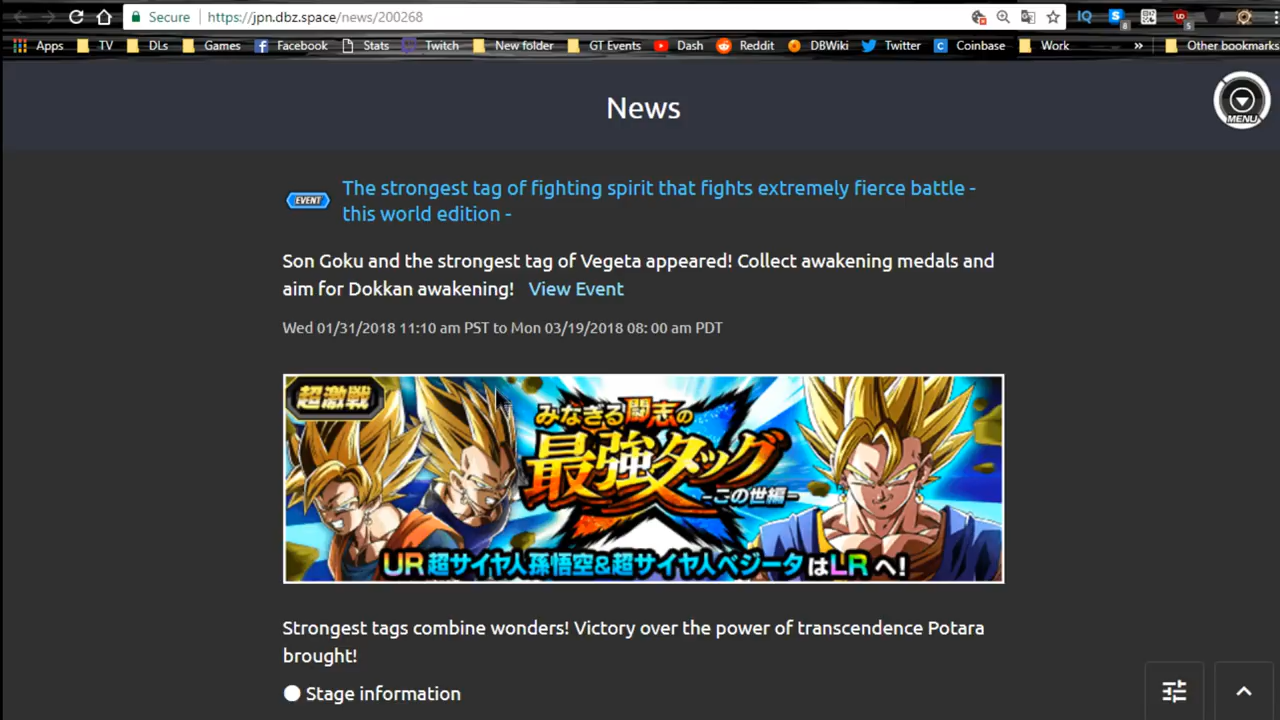 Secure https://jpn.dbz.space/news/200268
IQ S 8 UD 5
Apps TV DLs Games Facebook Stats Twitch New folder GT Events Dash Reddit DBWiki Twitter Coinbase Work » Other bookmarks
News
MENU
EVENT The strongest tag of fighting spirit that fights extremely fierce battle -
this world edition -
Son Goku and the strongest tag of Vegeta appeared! Collect awakening medals and
aim for Dokkan awakening! View Event
Wed 01/31/2018 11:10 am PST to Mon 03/19/2018 08: 00 am PDT
超激戦
みなぎる闘志の
最強タッグ
-この世編-
UR超サイヤ人孫悟空&超サイヤ人ベジータはLRへ!
Strongest tags combine wonders! Victory over the power of transcendence Potara
brought!
Stage information